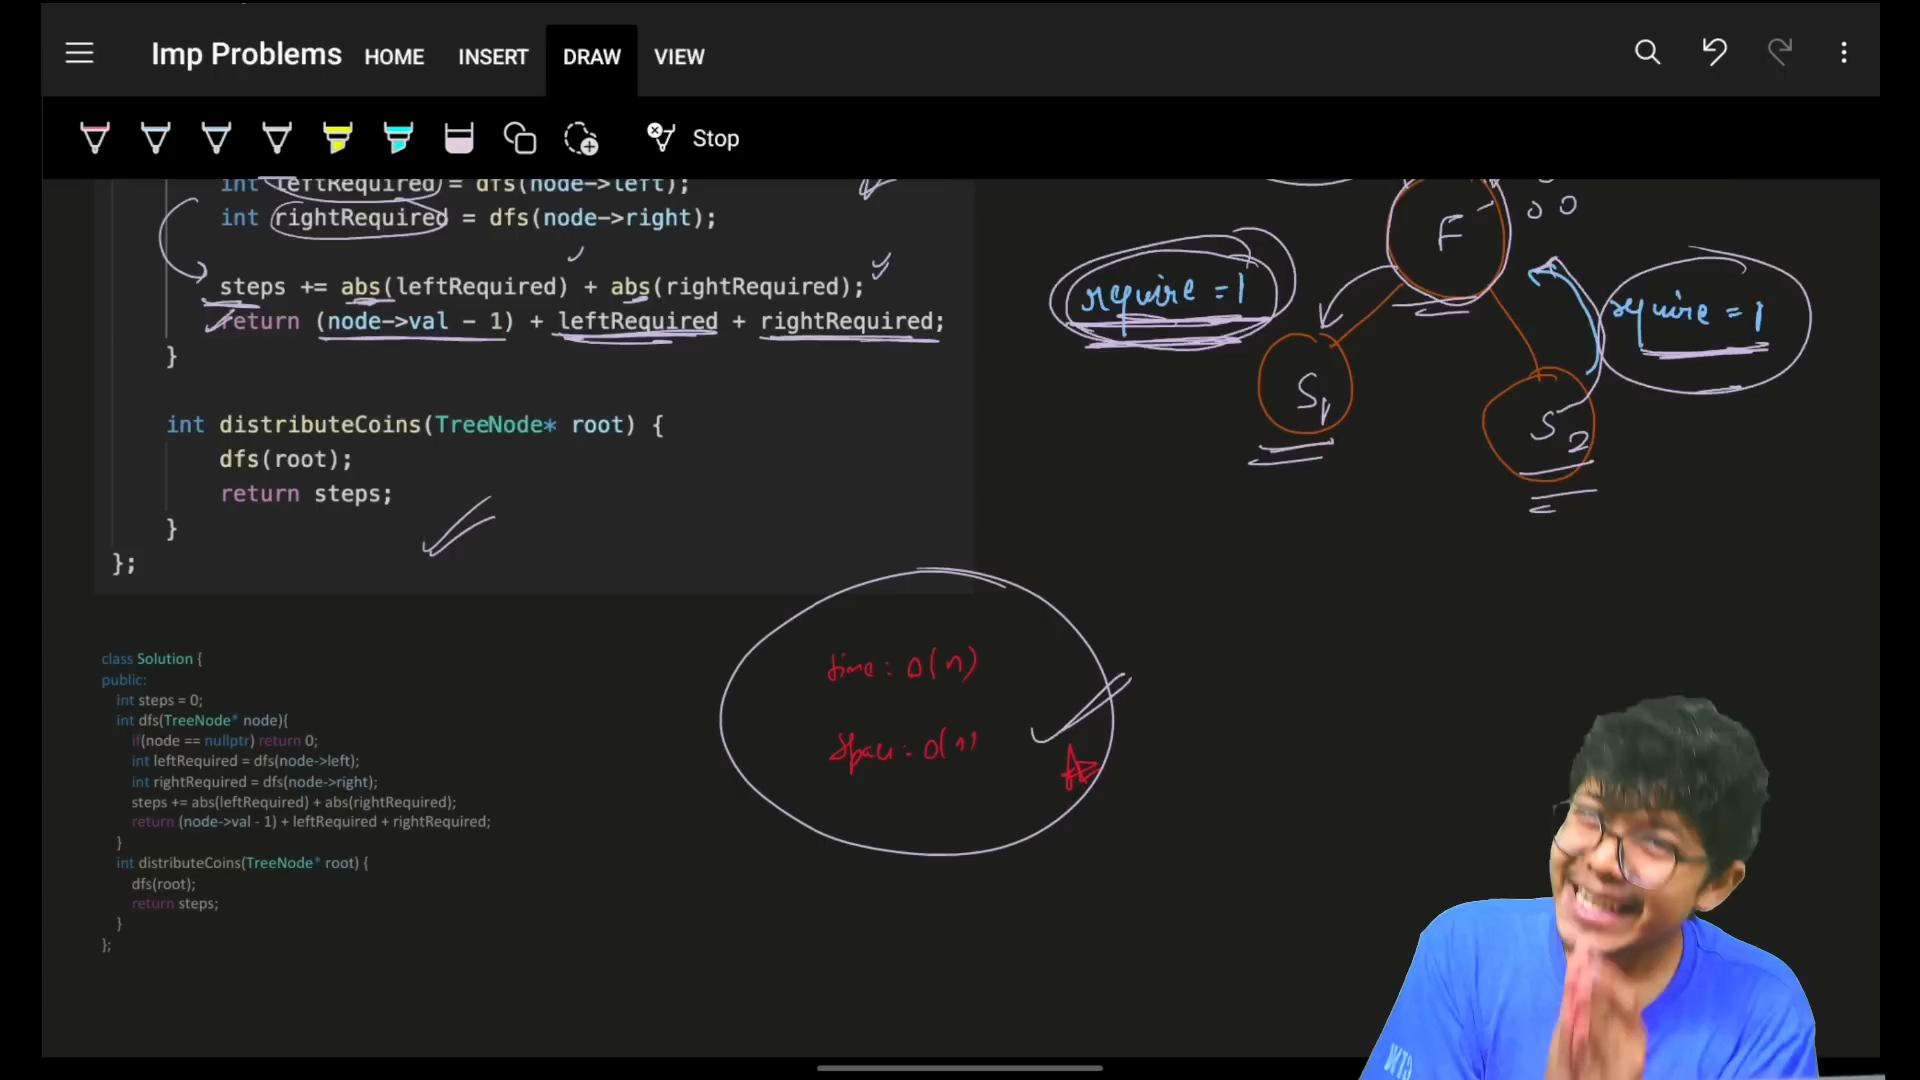 Imp Problems HOME INSERT DRAW VIEW
Stop
int leftRequired = dfs(node->left);
int rightRequired = dfs(node->right);
steps += abs(leftRequired) + abs(rightRequired);
return (node->val - 1) + leftRequired + rightRequired;
}
int distributeCoins(TreeNode* root) {
dfs(root);
return steps;
}
};
F
0 0
require = 1
require = 1
S1
S2
time: O(n)
Space: O(n)
class Solution {
public:
int steps = 0;
int dfs(TreeNode* node){
if(node == nullptr) return 0;
int leftRequired = dfs(node->left);
int rightRequired = dfs(node->right);
steps += abs(leftRequired) + abs(rightRequired);
return (node->val - 1) + leftRequired + rightRequired;
}
int distributeCoins(TreeNode* root) {
dfs(root);
return steps;
}
};